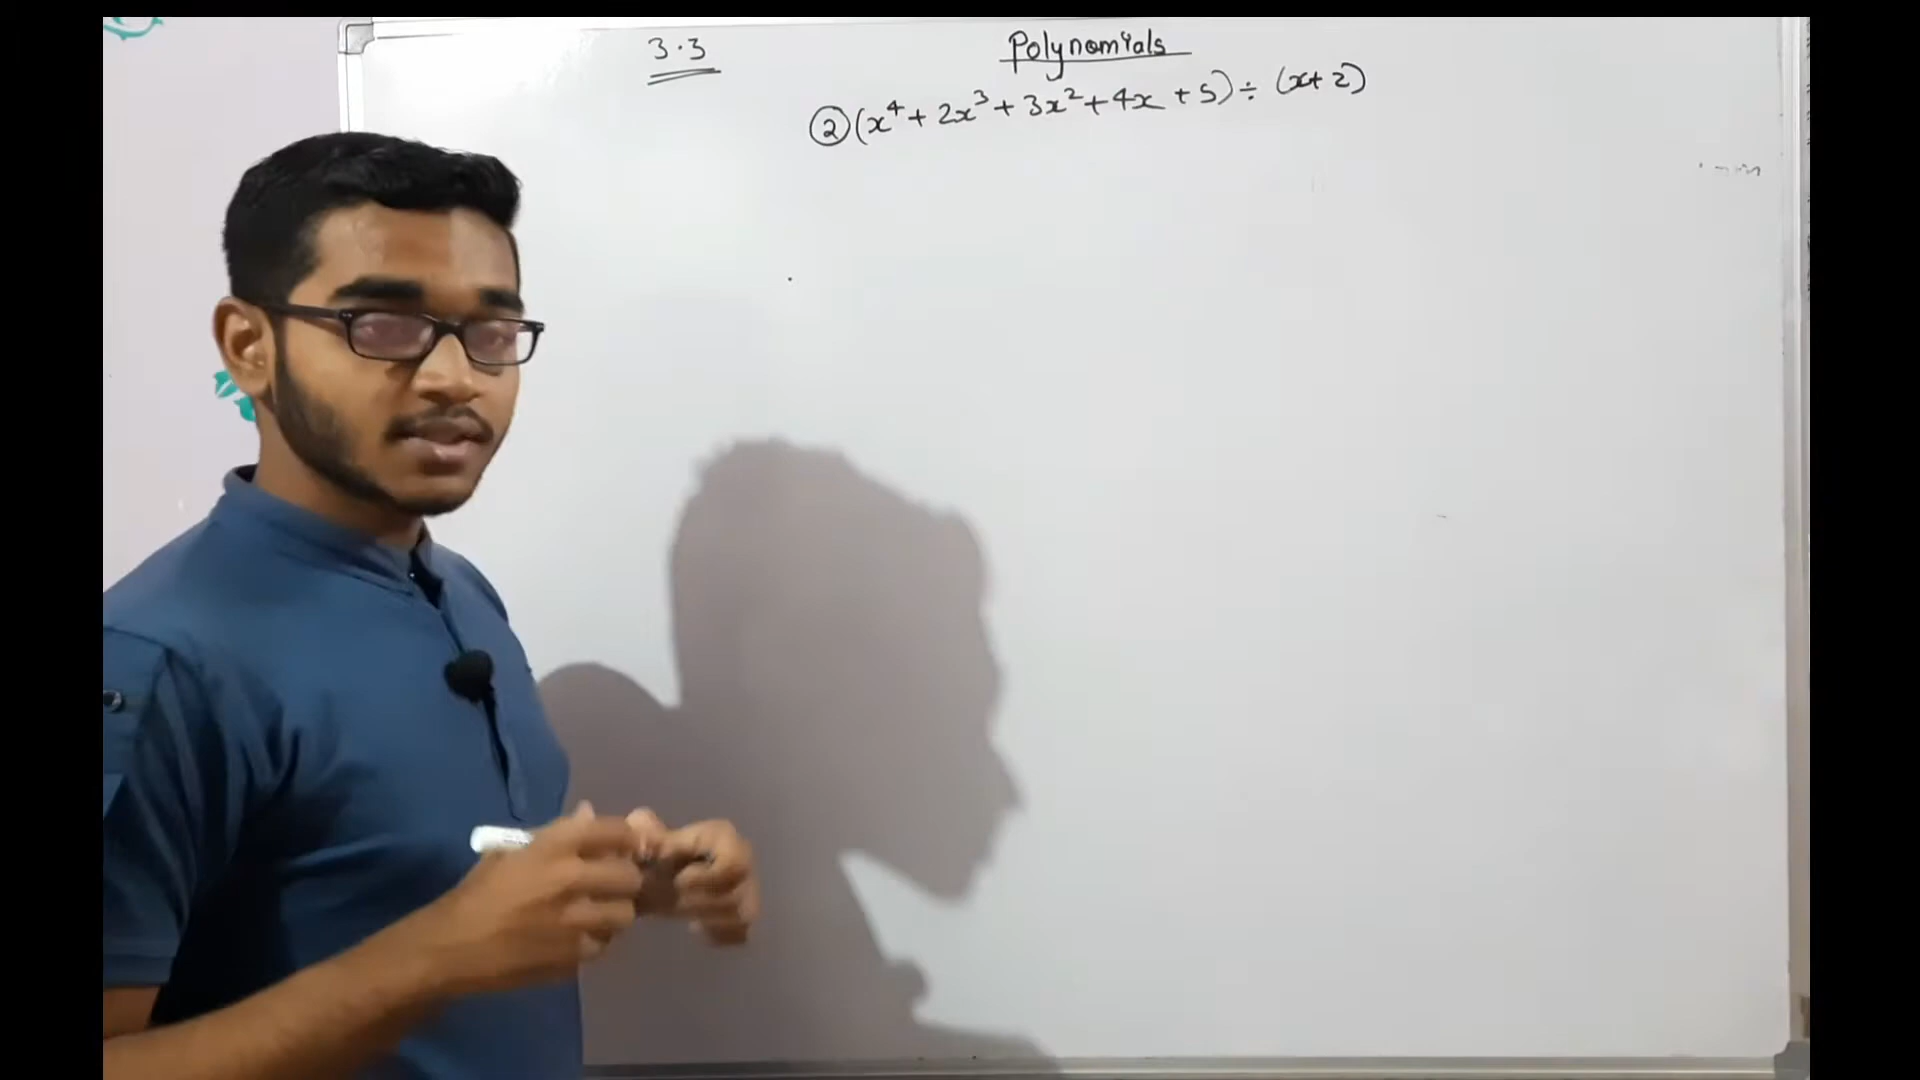 3.3
Polynomials
② (x⁴ + 2x³ + 3x² + 4x + 5) ÷ (x + 2)